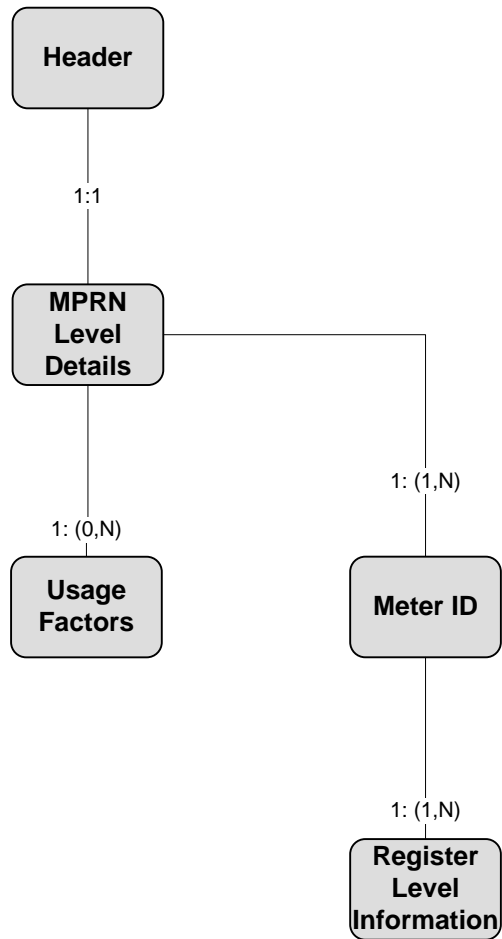 Header
1:1
MPRN
Level
Details
1: (0,N)
1: (1,N)
Usage
Factors
Meter ID
1: (1,N)
Register
Level
Information